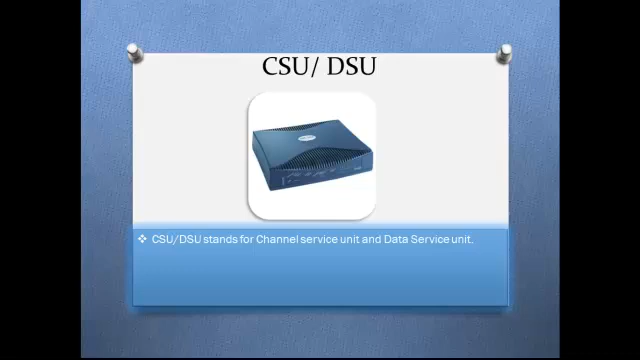 CSU/ DSU
❖ CSU/DSU stands for Channel service unit and Data Service unit.